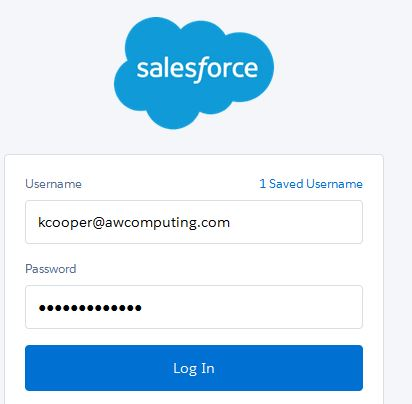 salesforce
Username 1 Saved Username
kcooper@awcomputing.com
Password
•••••••••••••
Log In